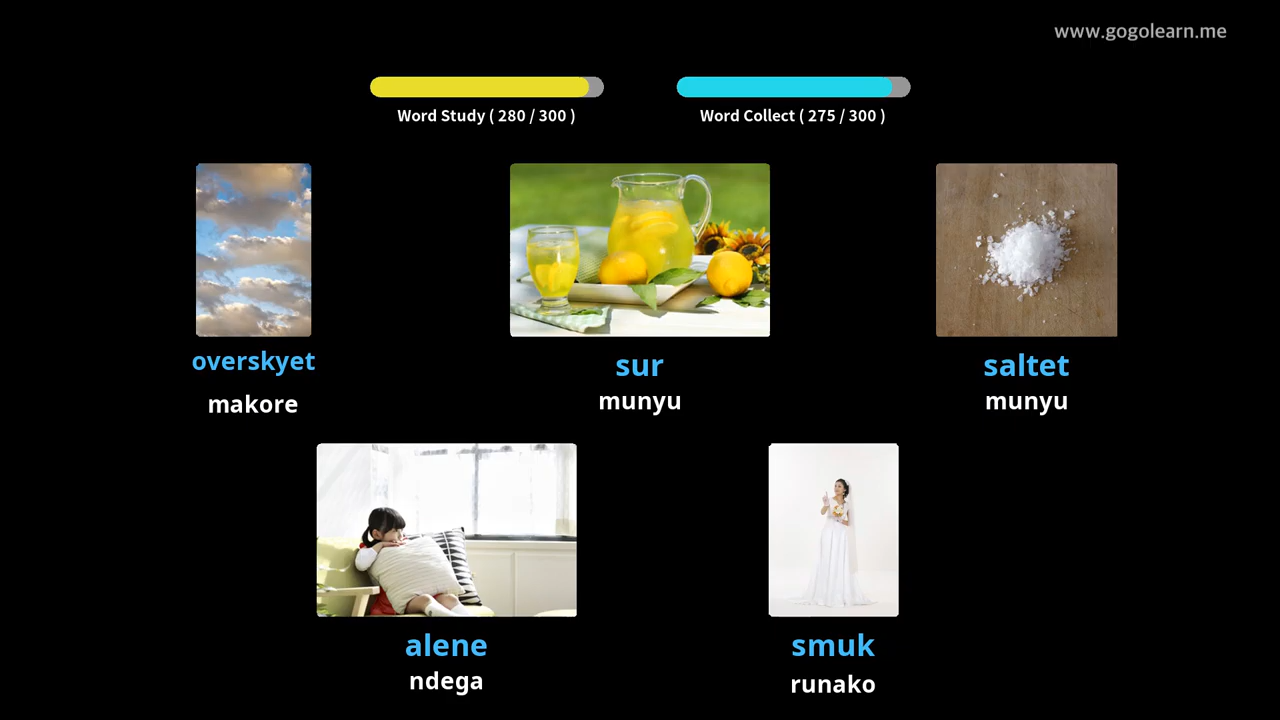 www.gogolearn.me
Word Study ( 280 / 300 )
Word Collect ( 275 / 300 )
overskyet
makore
sur
munyu
saltet
munyu
alene
ndega
smuk
runako